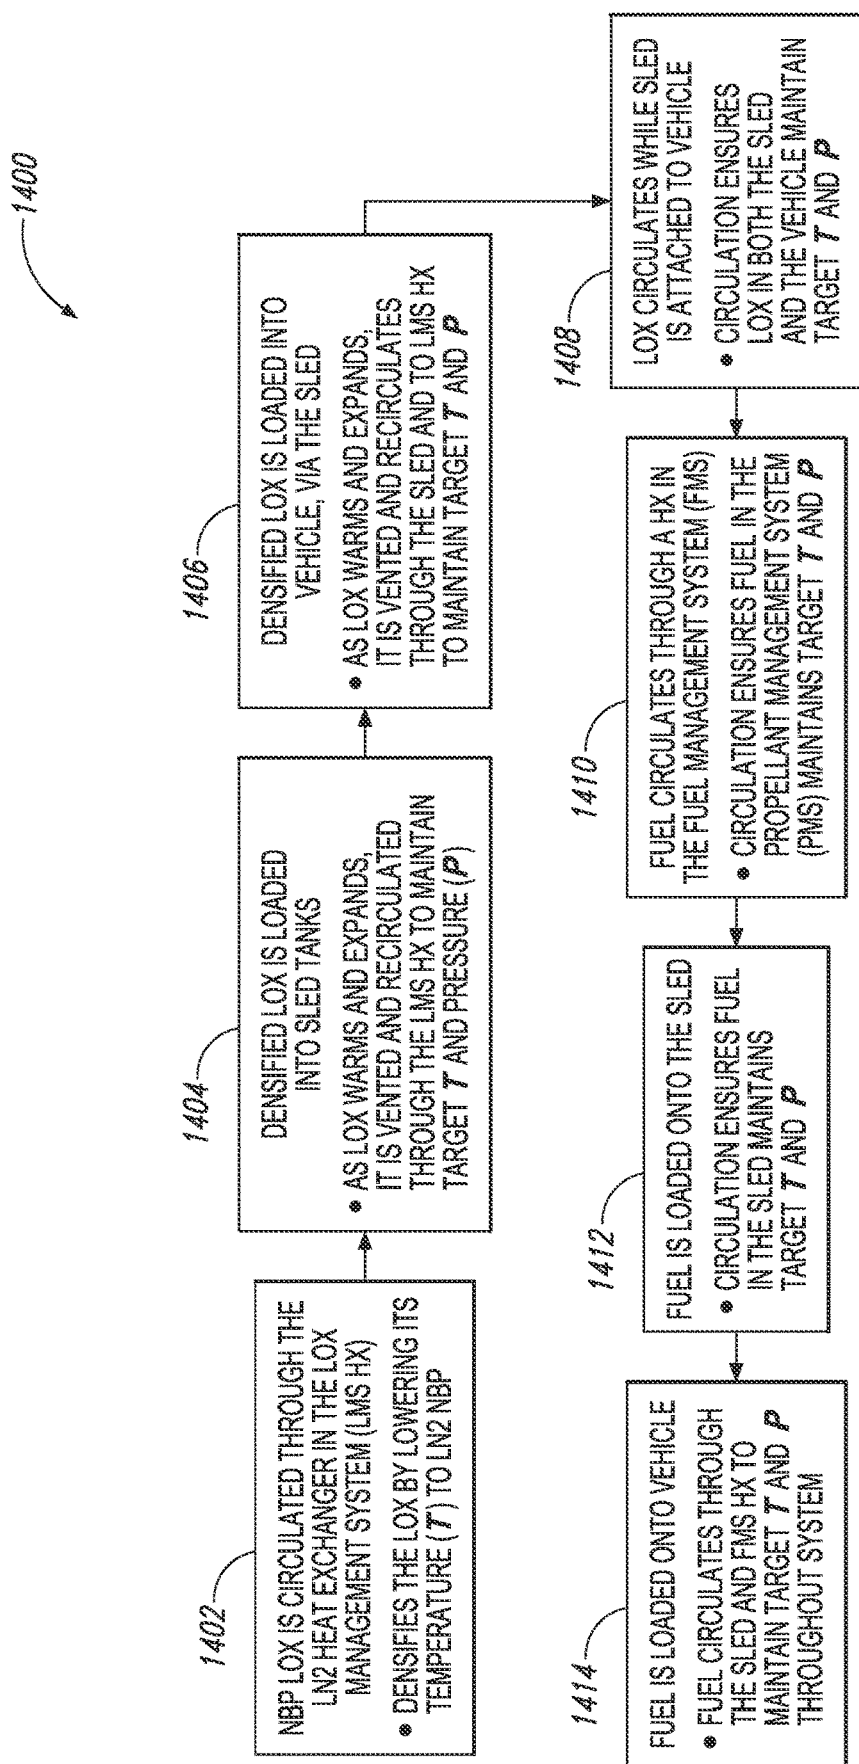 1400
1402
NBP LOX IS CIRCULATED THROUGH THE
LN2 HEAT EXCHANGER IN THE LOX
MANAGEMENT SYSTEM (LMS HX)
• DENSIFIES THE LOX BY LOWERING ITS
TEMPERATURE (T) TO LN2 NBP
1404
DENSIFIED LOX IS LOADED
INTO SLED TANKS
• AS LOX WARMS AND EXPANDS,
IT IS VENTED AND RECIRCULATED
THROUGH THE LMS HX TO MAINTAIN
TARGET T AND PRESSURE (P)
1406
DENSIFIED LOX IS LOADED INTO
VEHICLE, VIA THE SLED
• AS LOX WARMS AND EXPANDS,
IT IS VENTED AND RECIRCULATES
THROUGH THE SLED AND TO LMS HX
TO MAINTAIN TARGET T AND P
1408
LOX CIRCULATES WHILE SLED
IS ATTACHED TO VEHICLE
• CIRCULATION ENSURES
LOX IN BOTH THE SLED
AND THE VEHICLE MAINTAIN
TARGET T AND P
1410
FUEL CIRCULATES THROUGH A HX IN
THE FUEL MANAGEMENT SYSTEM (FMS)
• CIRCULATION ENSURES FUEL IN THE
PROPELLANT MANAGEMENT SYSTEM
(PMS) MAINTAINS TARGET T AND P
1412
FUEL IS LOADED ONTO THE SLED
• CIRCULATION ENSURES FUEL
IN THE SLED MAINTAINS
TARGET T AND P
1414
FUEL IS LOADED ONTO VEHICLE
• FUEL CIRCULATES THROUGH
THE SLED AND FMS HX TO
MAINTAIN TARGET T AND P
THROUGHOUT SYSTEM